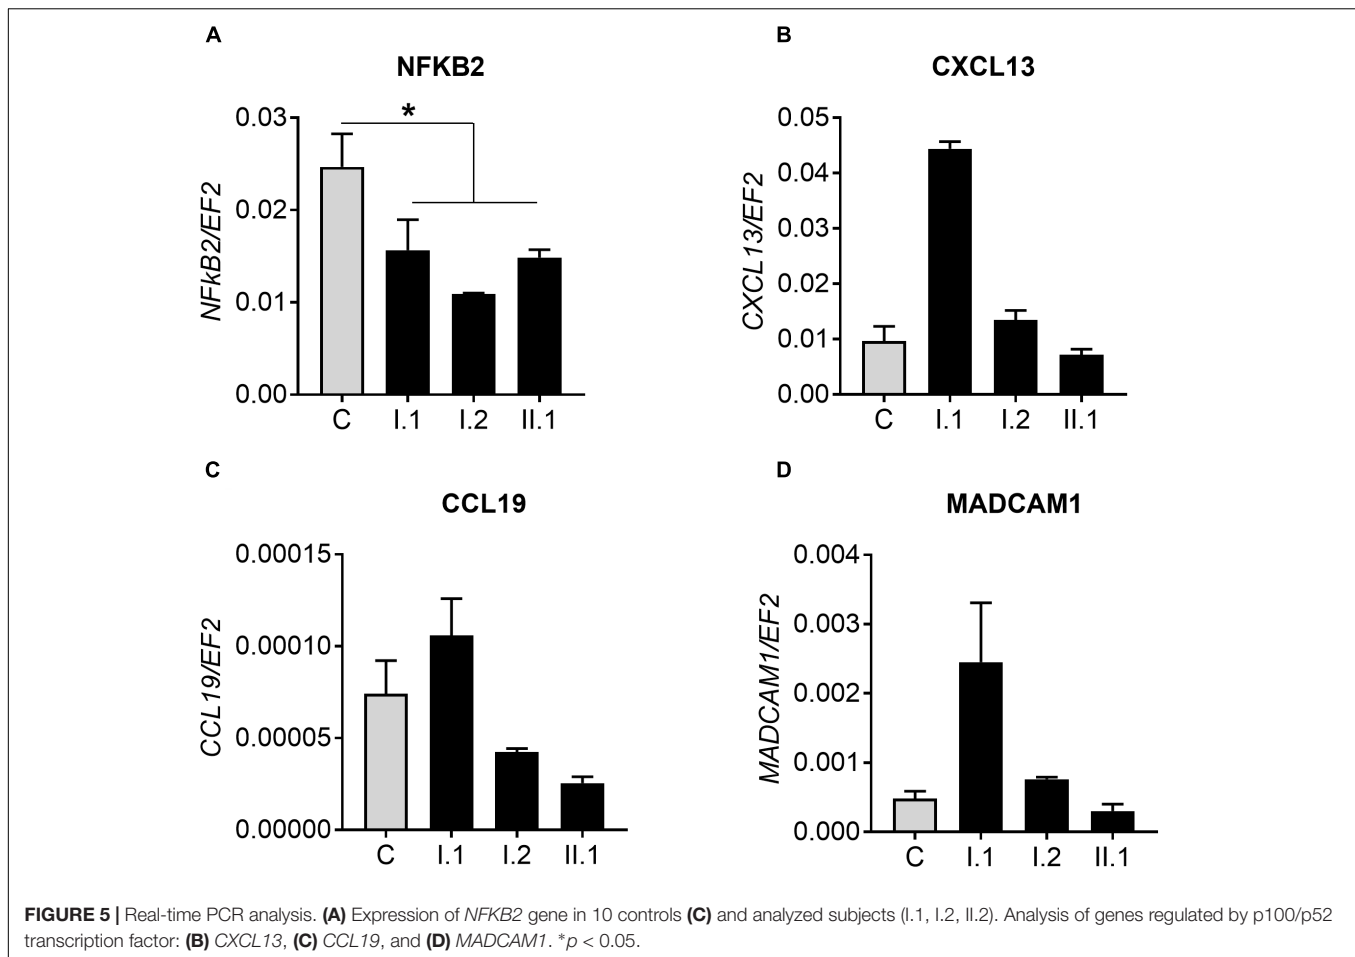 A
NFKB2
*
NFkB2/EF2
0.03
0.02
0.01
0.00
C I.1 I.2 II.1
B
CXCL13
CXCL13/EF2
0.05
0.04
0.03
0.02
0.01
0.00
C I.1 I.2 II.1
C
CCL19
CCL19/EF2
0.00015
0.00010
0.00005
0.00000
C I.1 I.2 II.1
D
MADCAM1
MADCAM1/EF2
0.004
0.003
0.002
0.001
0.000
C I.1 I.2 II.1
FIGURE 5 | Real-time PCR analysis. (A) Expression of NFKB2 gene in 10 controls (C) and analyzed subjects (I.1, I.2, II.2). Analysis of genes regulated by p100/p52
transcription factor: (B) CXCL13, (C) CCL19, and (D) MADCAM1. *p < 0.05.